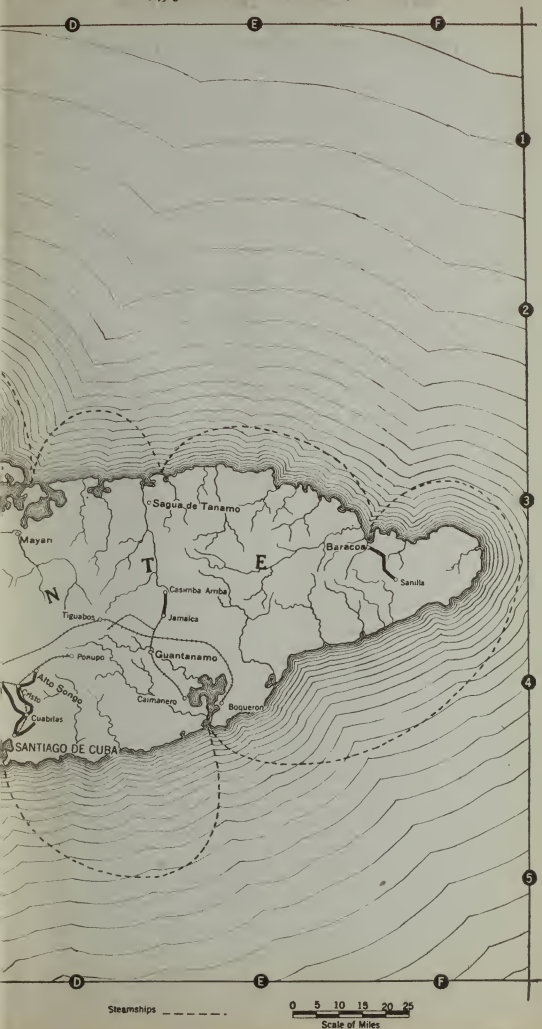 D E F
1
2
3
Sagua de Tanamo
Mayari
Baracoa
N T E
Sanilla
Casimba Arriba
Jamaica
Tiguabos
Ponupo
Guantanamo
Alto Songo
Cristo
Caimanero
Boqueron
4
Cuabitas
SANTIAGO DE CUBA
5
D E F
Steamships
0 5 10 15 20 25
Scale of Miles